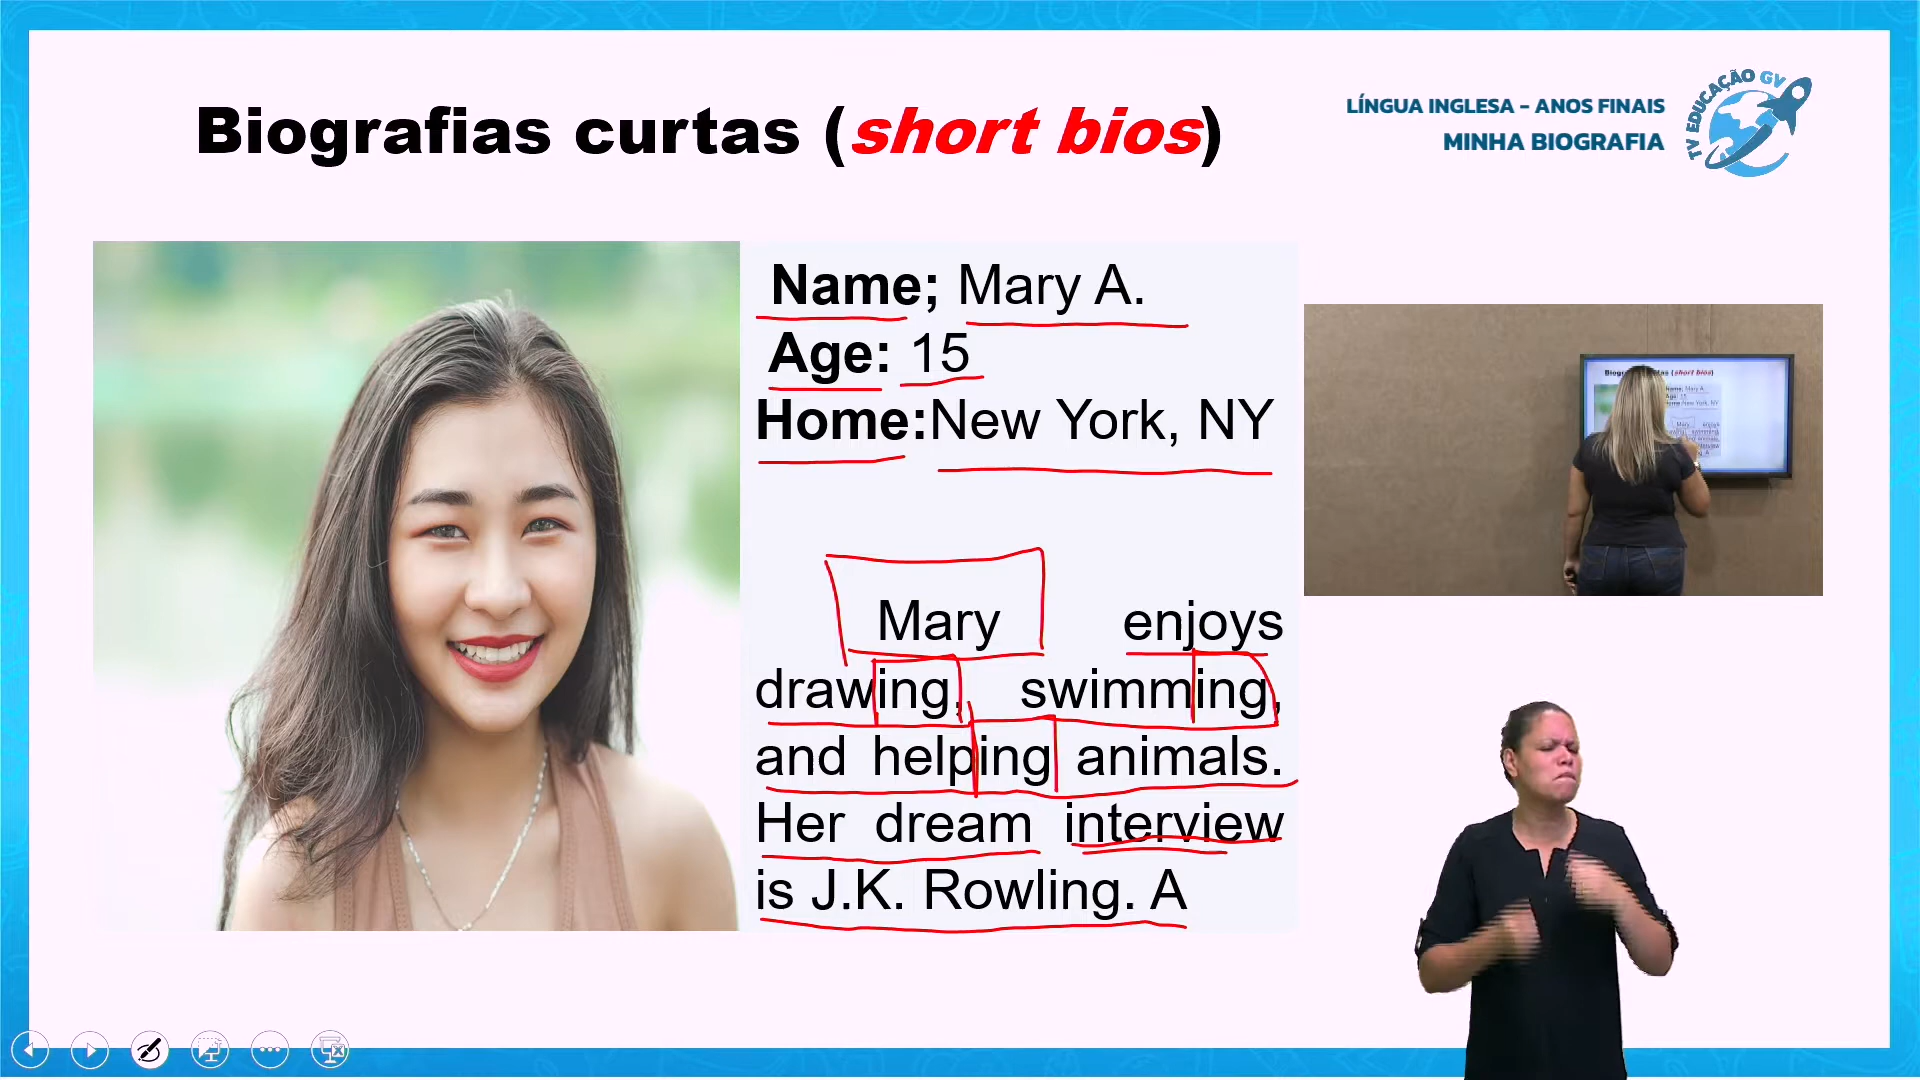 Biografias curtas (short bios)
LÍNGUA INGLESA - ANOS FINAIS
MINHA BIOGRAFIA
TV EDUCAÇÃO GV
Name; Mary A.
Age: 15
Home:New York, NY
Mary enjoys
drawing, swimming,
and helping animals.
Her dream interview
is J.K. Rowling. A